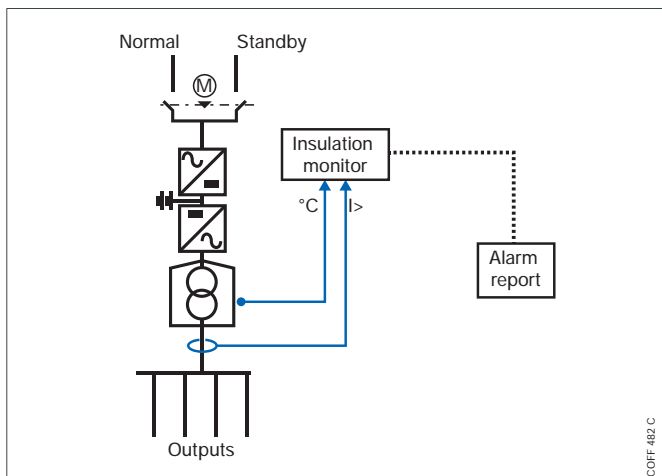 Normal
Standby
M
Insulation
monitor
°C
I>
Alarm
report
Outputs
COFF 482 C